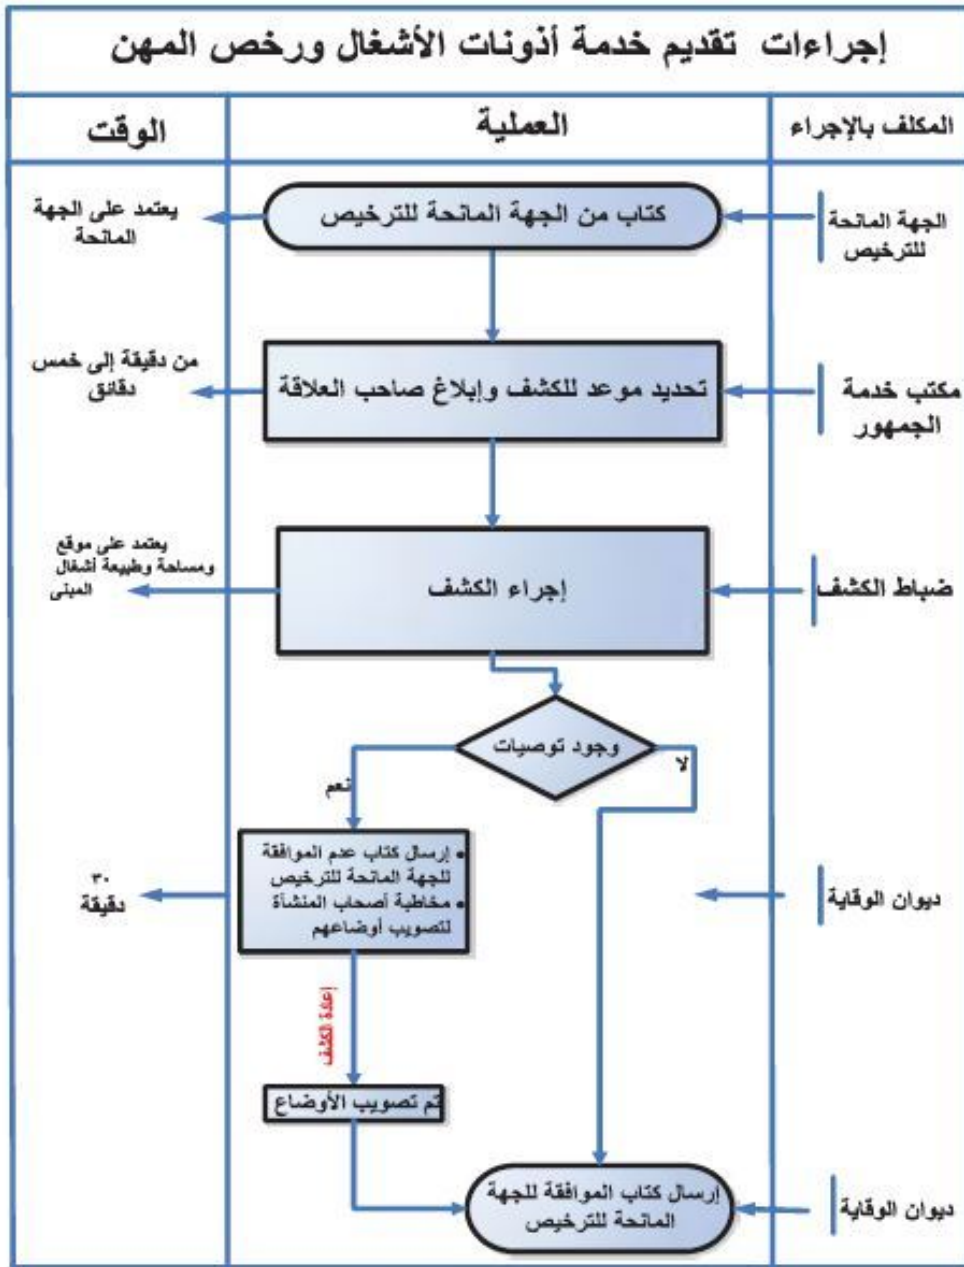 إجراءات تقديم خدمة أذونات الأشغال ورخص المهن
المكلف بالإجراء
العملية
الوقت
الجهة المانحة
للترخيص
كتاب من الجهة المانحة للترخيص
يعتمد على الجهة
المانحة
مكتب خدمة
الجمهور
تحديد موعد للكشف وإبلاغ صاحب العلاقة
من دقيقة إلى خمس
دقائق
ضباط الكشف
إجراء الكشف
يعتمد على موقع
ومساحة وطبيعة أشغال
المبنى
وجود توصيات
لا
نعم
ديوان الوقاية
• إرسال كتاب عدم الموافقة
للجهة المانحة للترخيص
• مخاطبة أصحاب المنشأة
لتصويب أوضاعهم
٣٠
دقيقة
إعادة الكشف
تم تصويب الأوضاع
ديوان الوقاية
إرسال كتاب الموافقة للجهة
المانحة للترخيص